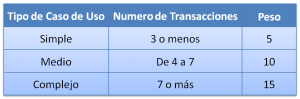 Tipo de Caso de Uso Numero de Transacciones Peso
Simple 3 o menos 5
Medio De 4 a 7 10
Complejo 7 o más 15